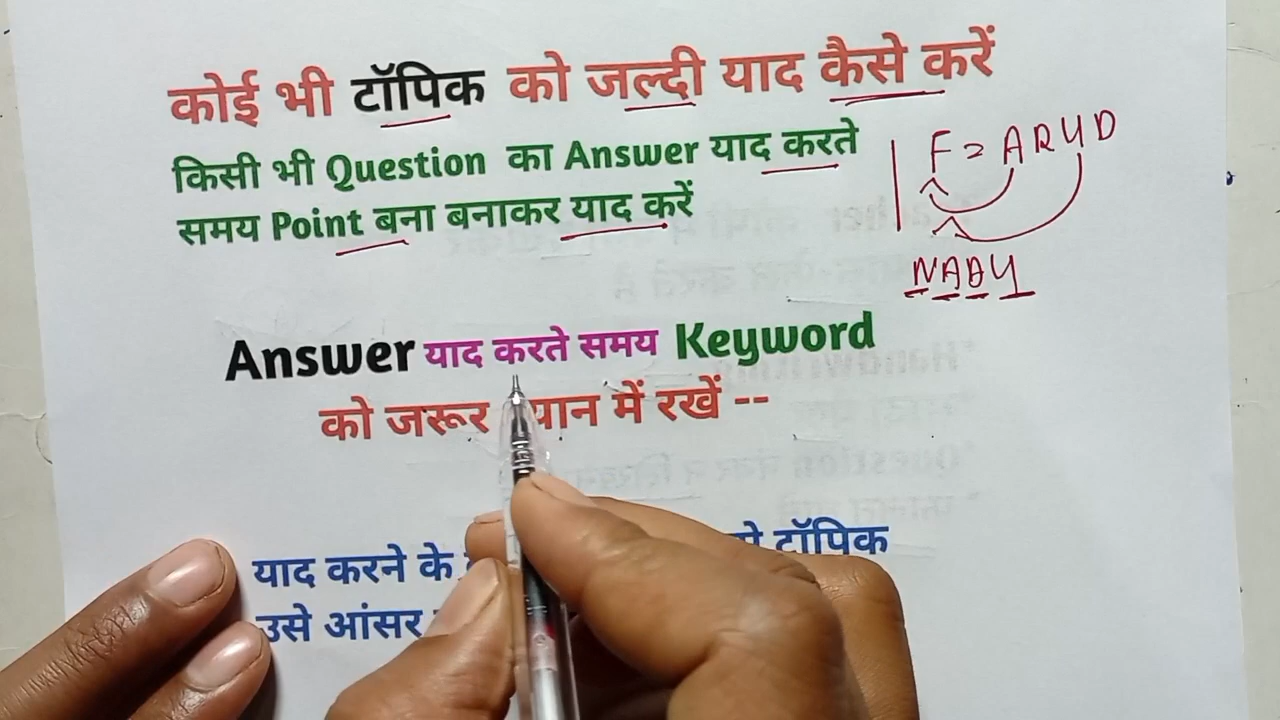 कोई भी टॉपिक को जल्दी याद कैसे करें
किसी भी Question का Answer याद करते
समय Point बना बनाकर याद करें
F = ARYD
NABY
Answer याद करते समय Keyword
को जरूर में रखें --
याद करने के टॉपिक
उसे आंसर